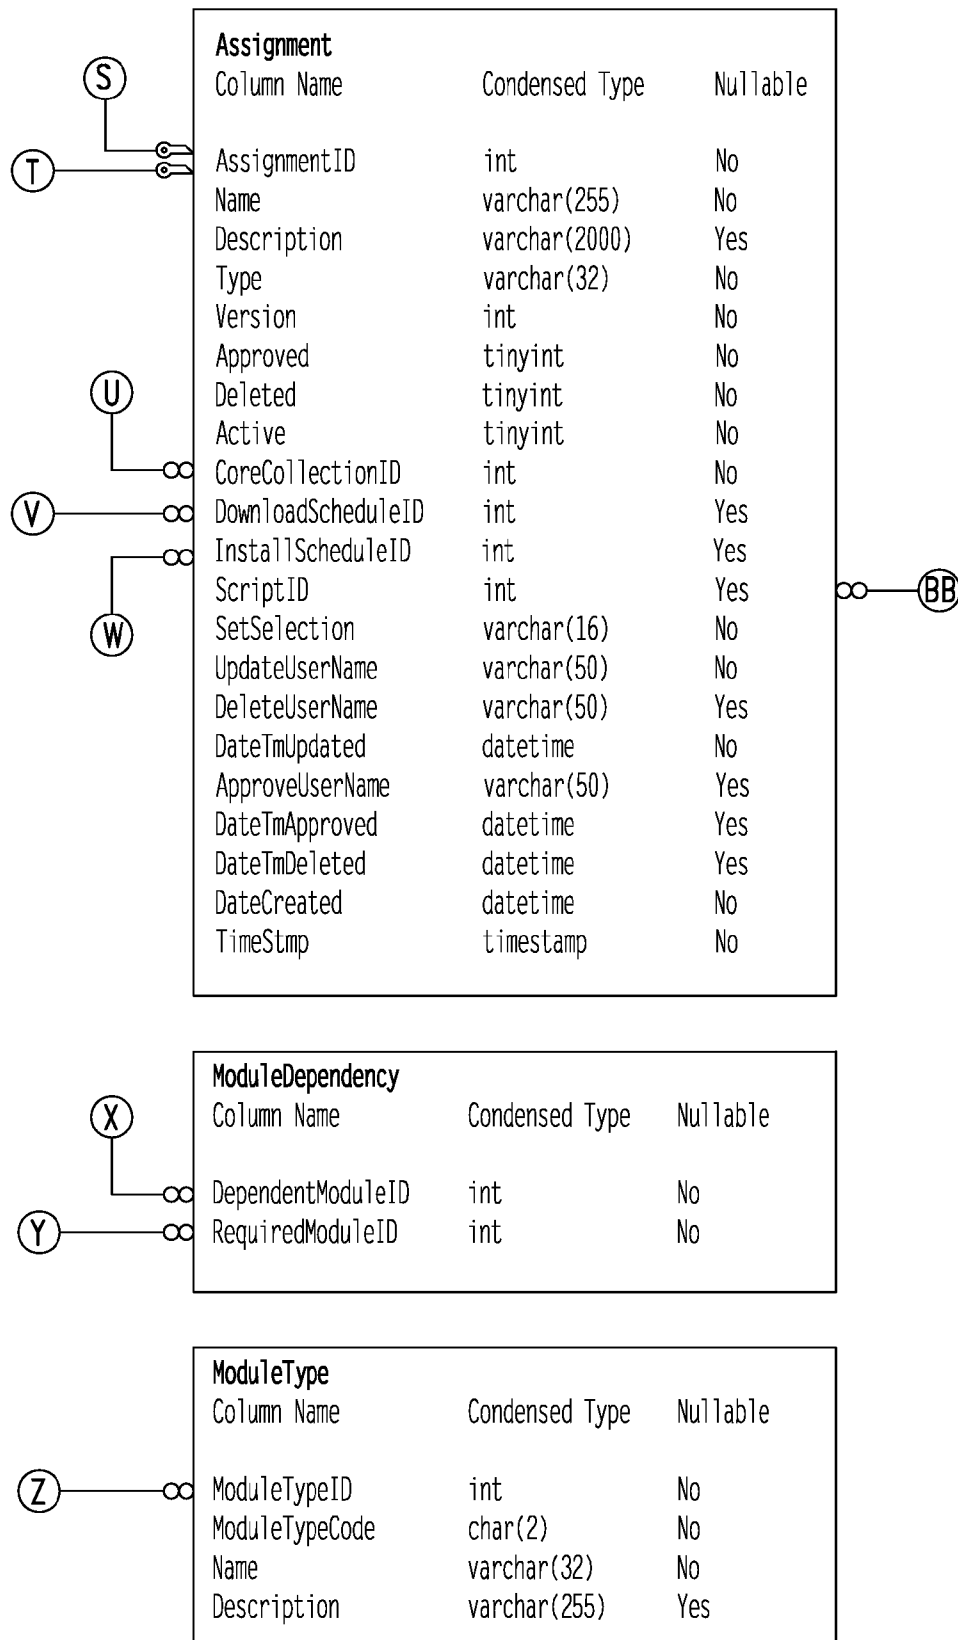 Assignment
Column Name Condensed Type Nullable
S
AssignmentID int No
T
Name varchar(255) No
Description varchar(2000) Yes
Type varchar(32) No
Version int No
Approved tinyint No
U
Deleted tinyint No
Active tinyint No
CoreCollectionID int No
V
DownloadScheduleID int Yes
InstallScheduleID int Yes
ScriptID int Yes
BB
W
SetSelection varchar(16) No
UpdateUserName varchar(50) No
DeleteUserName varchar(50) Yes
DateTmUpdated datetime No
ApproveUserName varchar(50) Yes
DateTmApproved datetime Yes
DateTmDeleted datetime Yes
DateCreated datetime No
TimeStmp timestamp No
ModuleDependency
X
Column Name Condensed Type Nullable
DependentModuleID int No
Y
RequiredModuleID int No
ModuleType
Column Name Condensed Type Nullable
Z
ModuleTypeID int No
ModuleTypeCode char(2) No
Name varchar(32) No
Description varchar(255) Yes